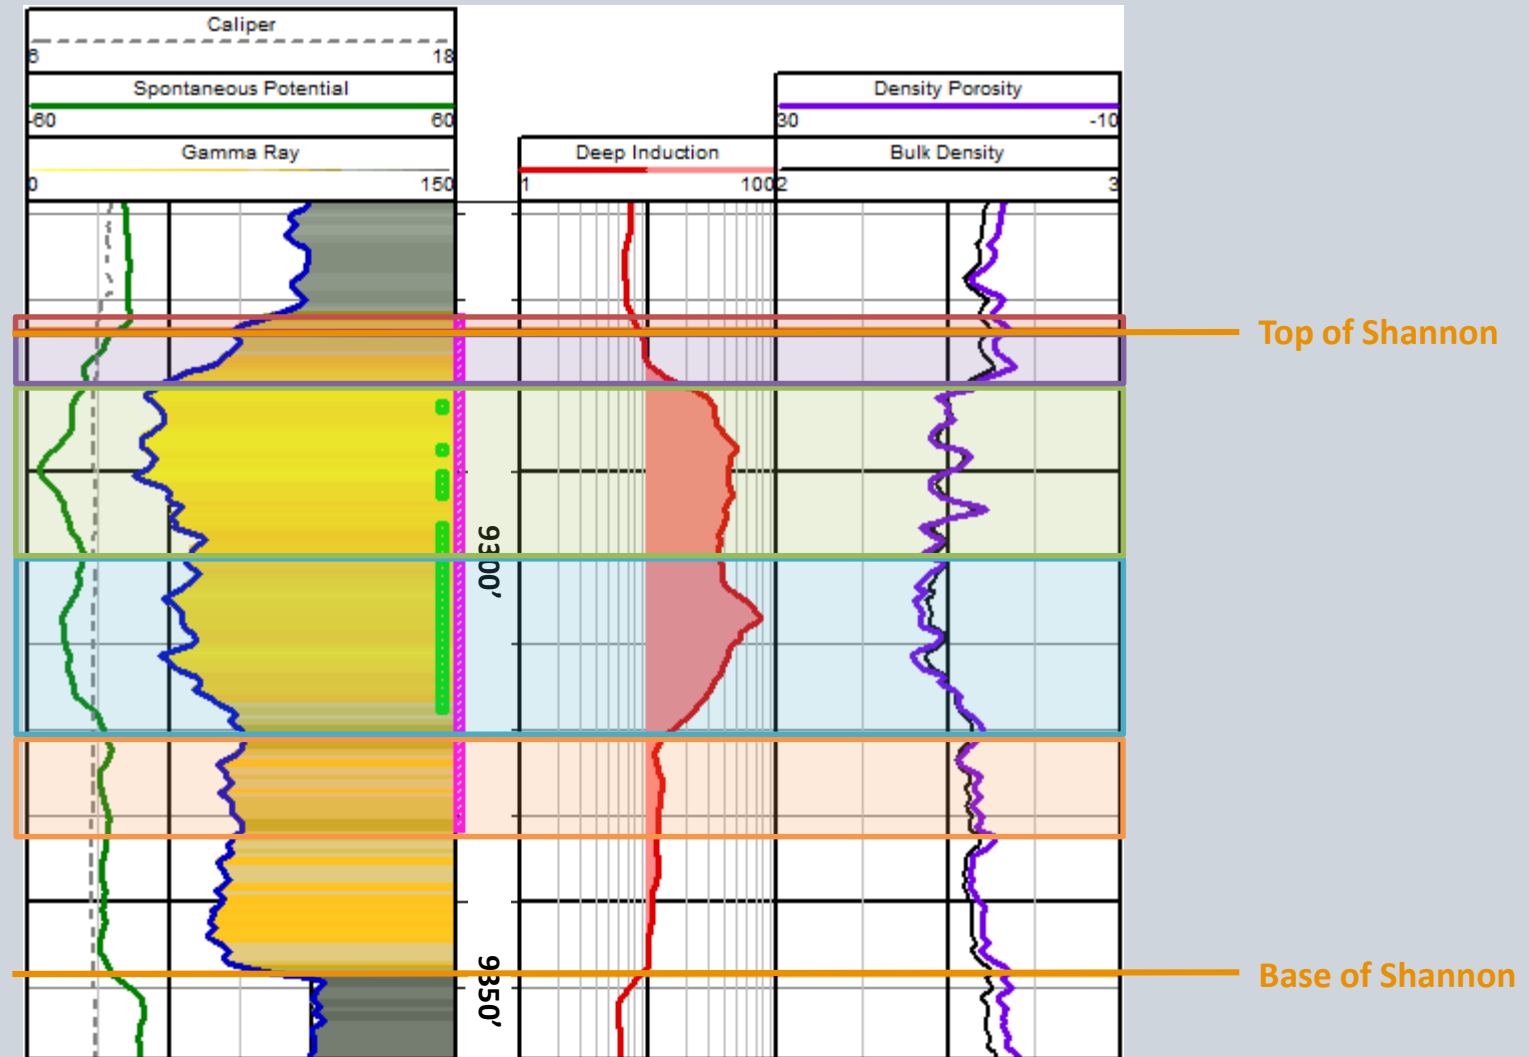 Caliper
6 18
Spontaneous Potential
-60 60
Gamma Ray
0 150
Deep Induction
1 100
Density Porosity
30 -10
Bulk Density
2 3
Top of Shannon
9300’
9350’
Base of Shannon